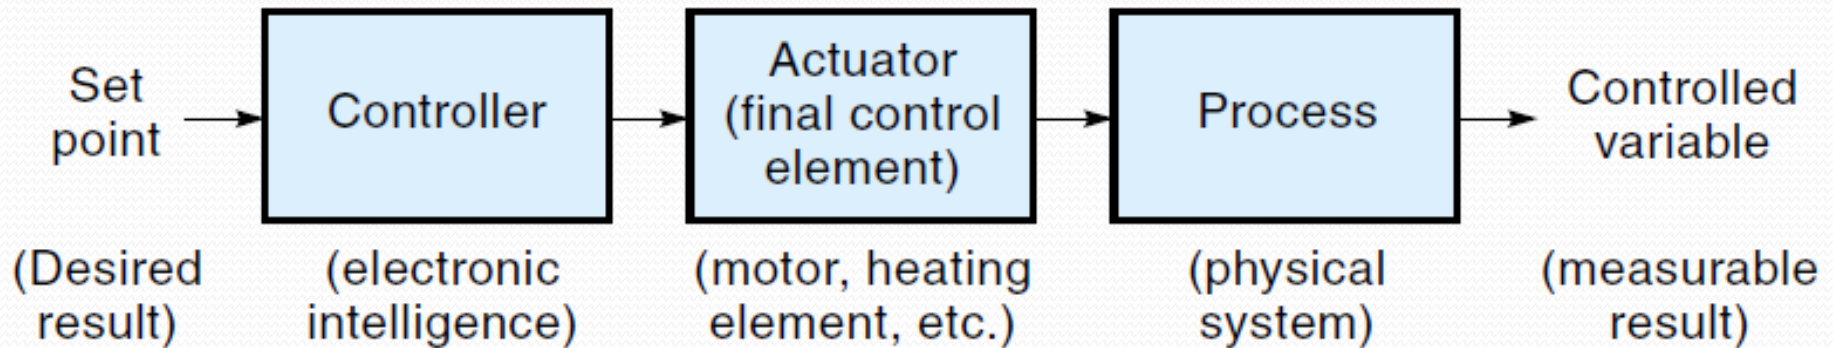 Set
point
Controller
Actuator
(final control
element)
Process
Controlled
variable
(Desired
result)
(electronic
intelligence)
(motor, heating
element, etc.)
(physical
system)
(measurable
result)